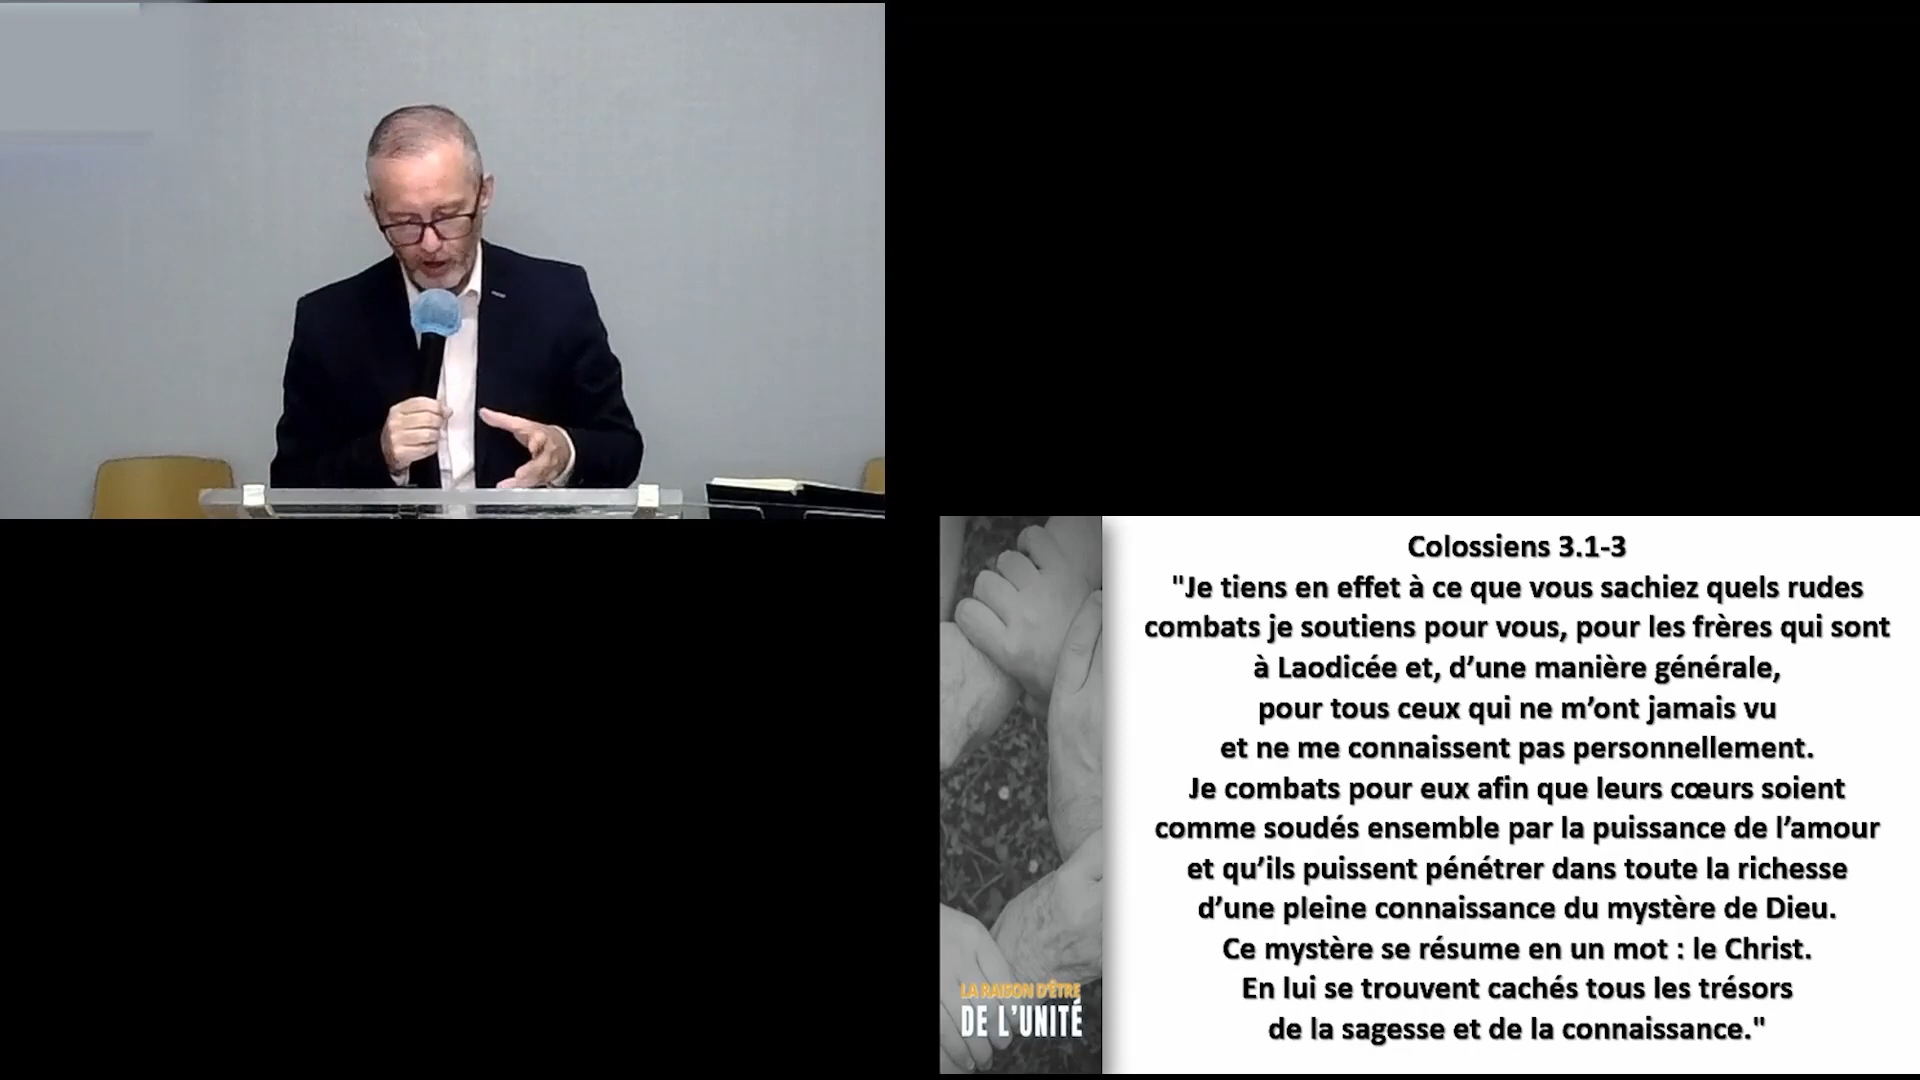 Colossiens 3.1-3
"Je tiens en effet à ce que vous sachiez quels rudes
combats je soutiens pour vous, pour les frères qui sont
à Laodicée et, d’une manière générale,
pour tous ceux qui ne m’ont jamais vu
et ne me connaissent pas personnellement.
Je combats pour eux afin que leurs cœurs soient
comme soudés ensemble par la puissance de l’amour
et qu’ils puissent pénétrer dans toute la richesse
d’une pleine connaissance du mystère de Dieu.
Ce mystère se résume en un mot : le Christ.
En lui se trouvent cachés tous les trésors
de la sagesse et de la connaissance."
LA RAISON D'ÊTRE
DE L'UNITÉ